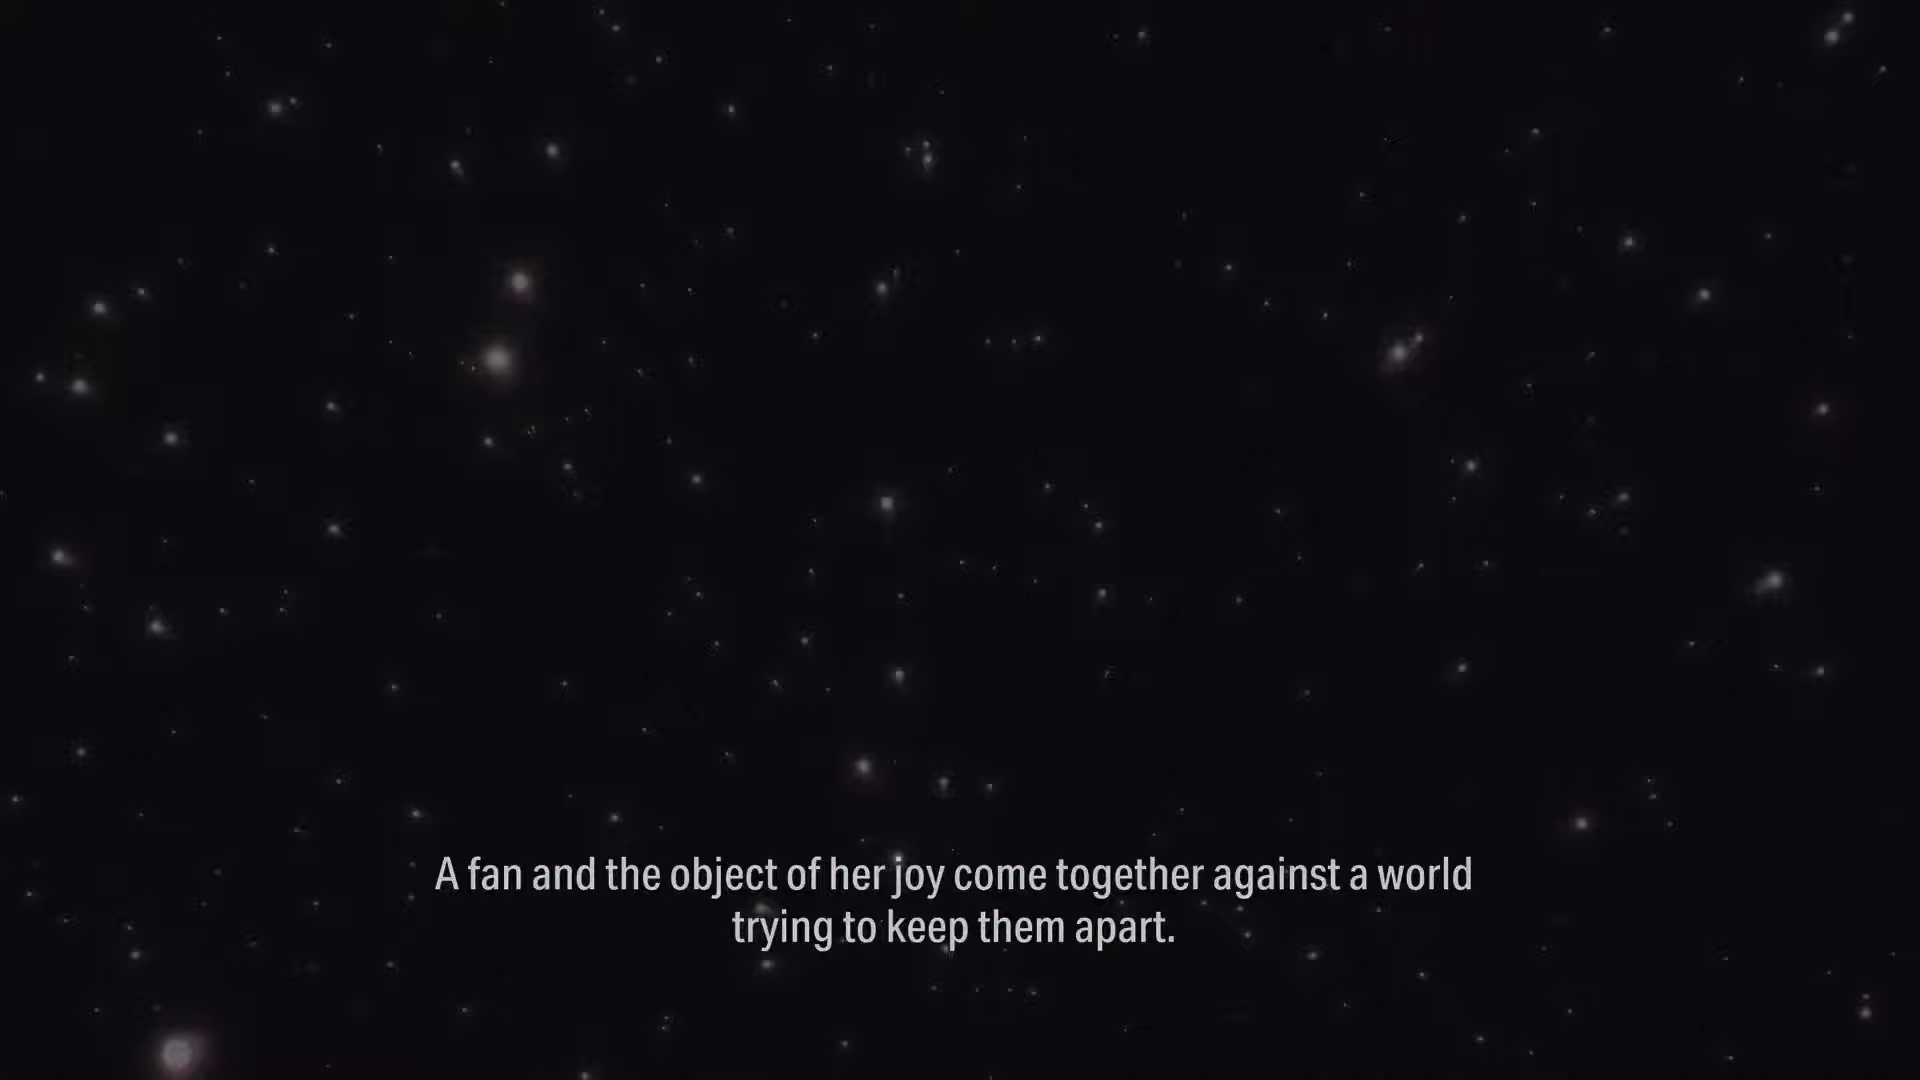 A fan and the object of her joy come together against a world
trying to keep them apart.